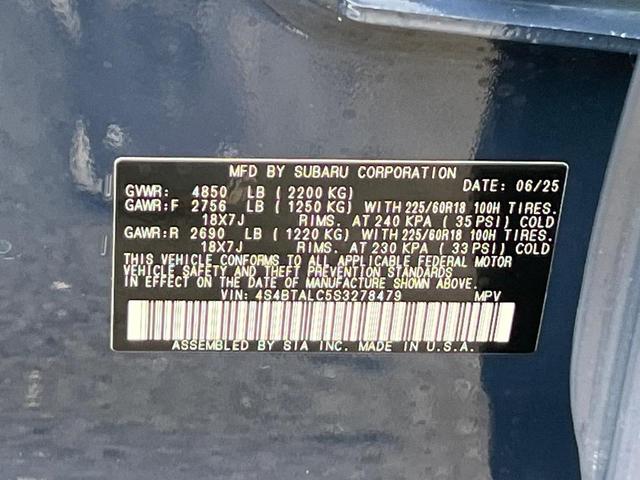 MFD BY SUBARU CORPORATION
GVWR: 4850 LB (2200 KG) DATE: 06/25
GAWR:F 2756 LB (1250 KG) WITH 225/60R18 100H TIRES.
18X7J RIMS. AT 240 KPA (35 PSI) COLD
GAWR:R 2690 LB (1220 KG) WITH 225/60R18 100H TIRES.
18X7J RIMS. AT 230 KPA (33 PSI) COLD
THIS VEHICLE CONFORMS TO ALL APPLICABLE FEDERAL MOTOR
VEHICLE SAFETY AND THEFT PREVENTION STANDARDS
IN EFFECT ON THE DATE OF MANUFACTURE SHOWN ABOVE.
VIN: 4S4BTALC5S3278479 MPV
ASSEMBLED BY SIA INC. MADE IN U.S.A.